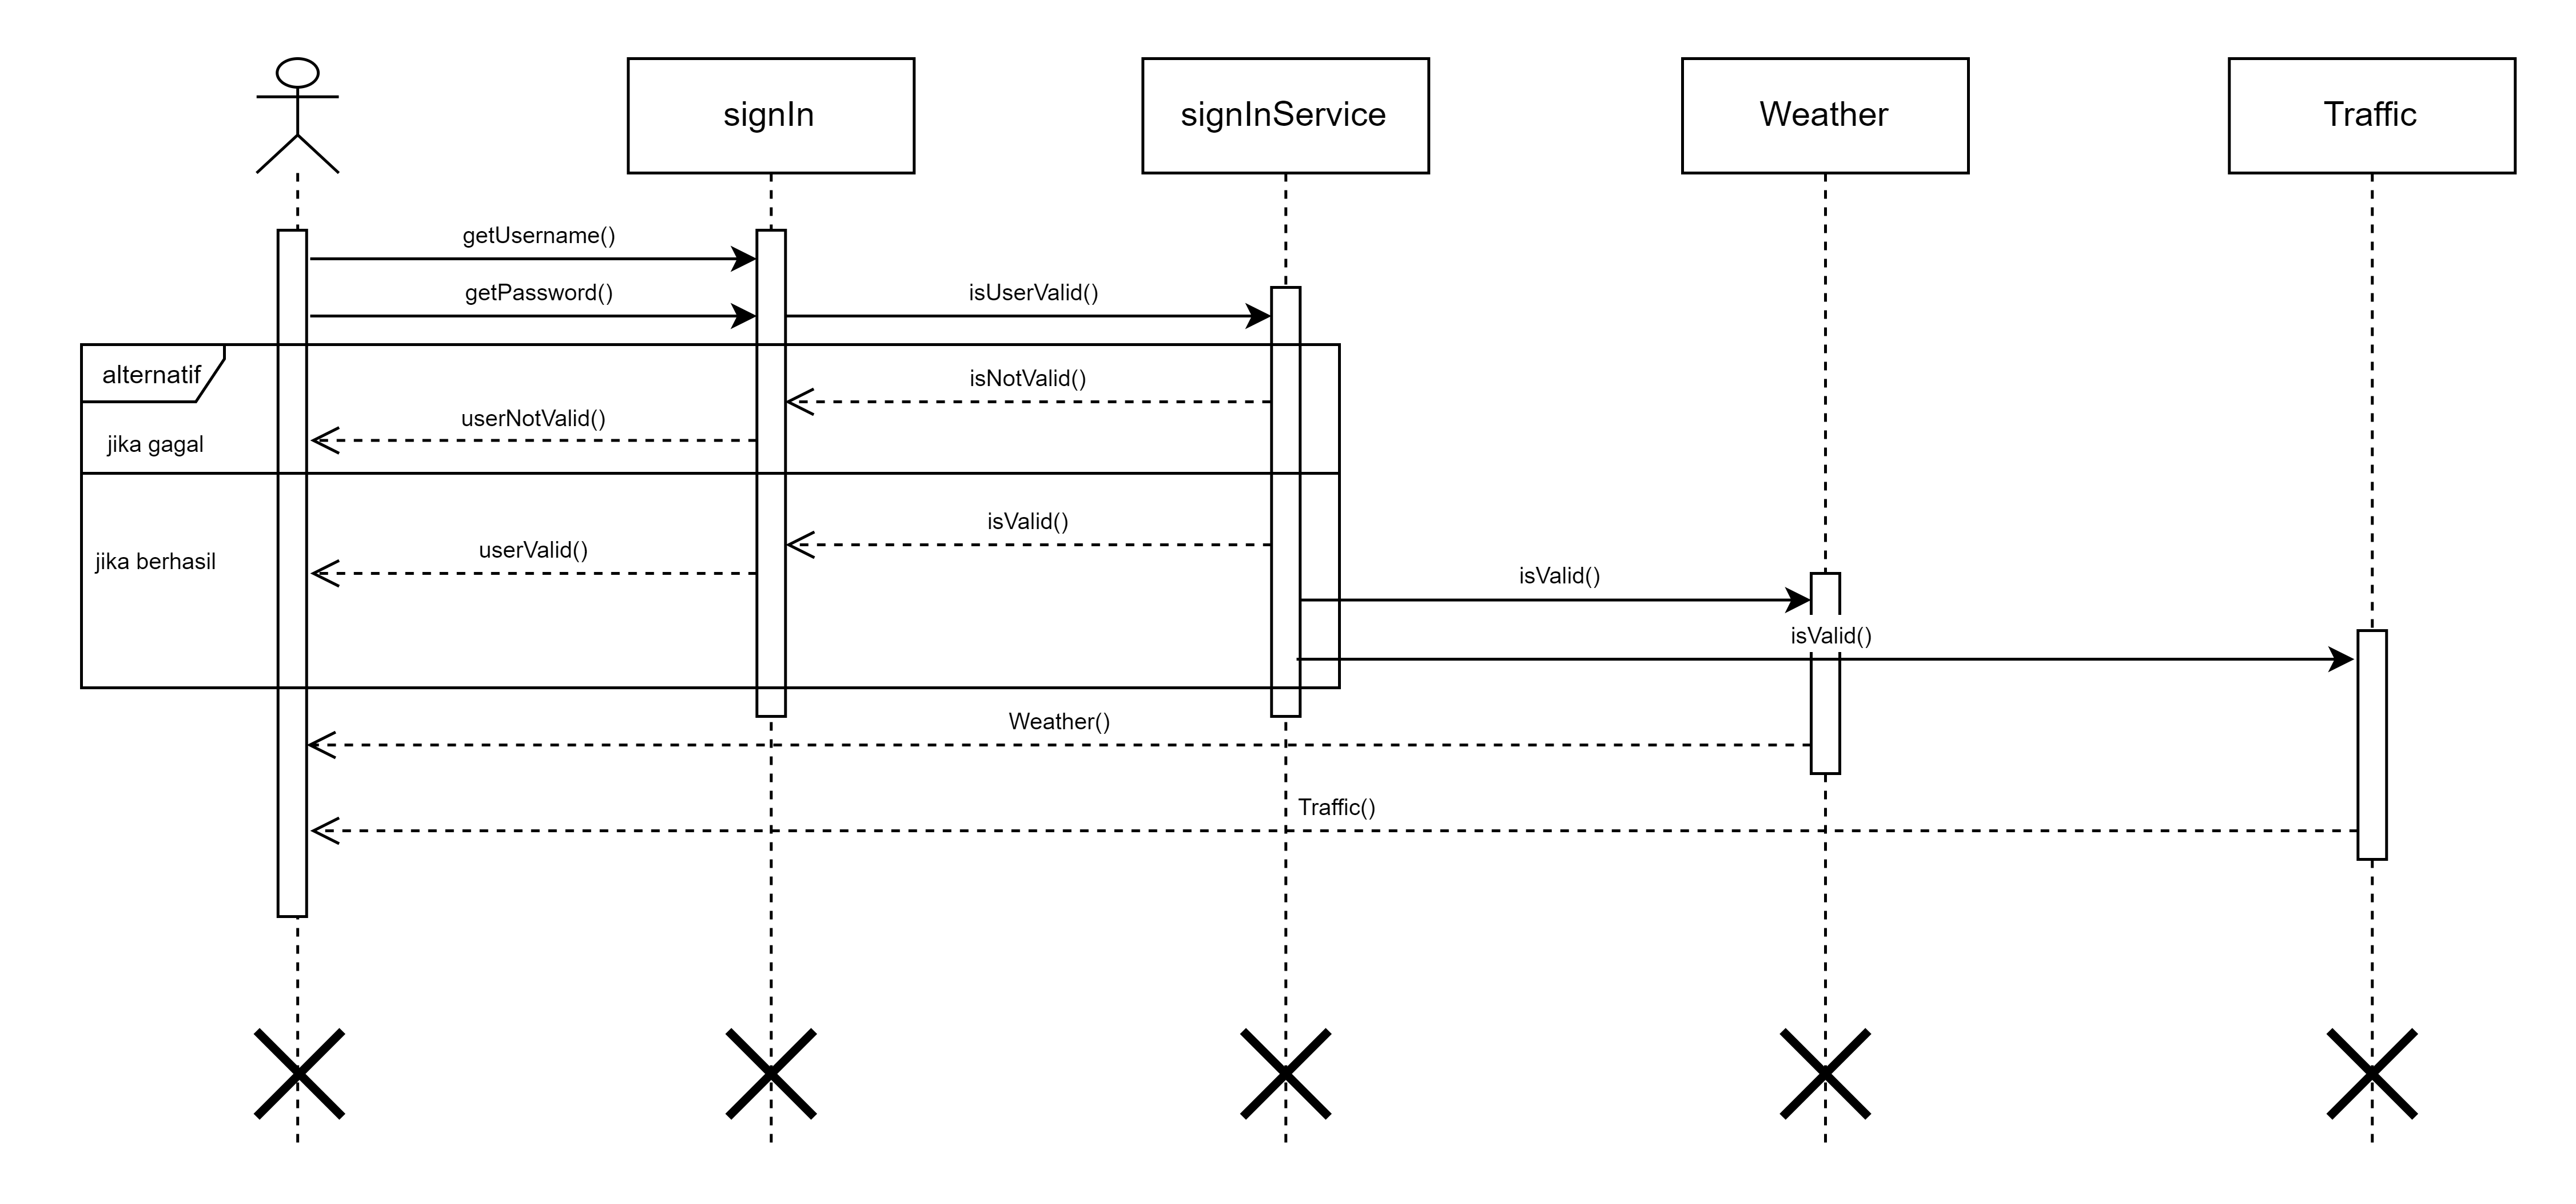 signIn
signInService
Weather
Traffic
getUsername()
getPassword()
isUserValid()
alternatif
isNotValid()
userNotValid()
jika gagal
isValid()
userValid()
jika berhasil
isValid()
isValid()
Weather()
Traffic()